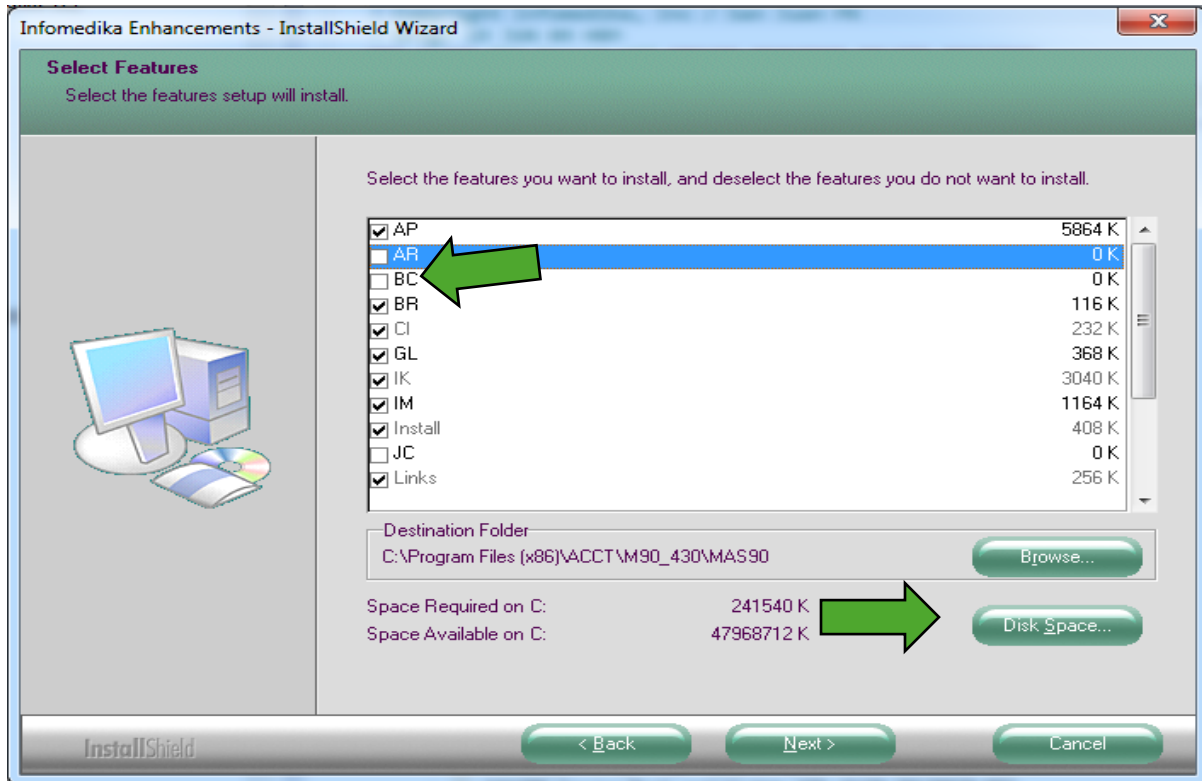 Infomedika Enhancements - InstallShield Wizard
Select Features
Select the features setup will install.
Select the features you want to install, and deselect the features you do not want to install.
AP 5864 K
AR 0 K
BC 0 K
BR 116 K
CI 232 K
GL 368 K
IK 3040 K
IM 1164 K
Install 408 K
JC 0 K
Links 256 K
Destination Folder
C:\Program Files (x86)\ACCT\M90_430\MAS90
Browse...
Space Required on C: 241540 K
Space Available on C: 47968712 K
Disk Space...
InstallShield
< Back Next > Cancel